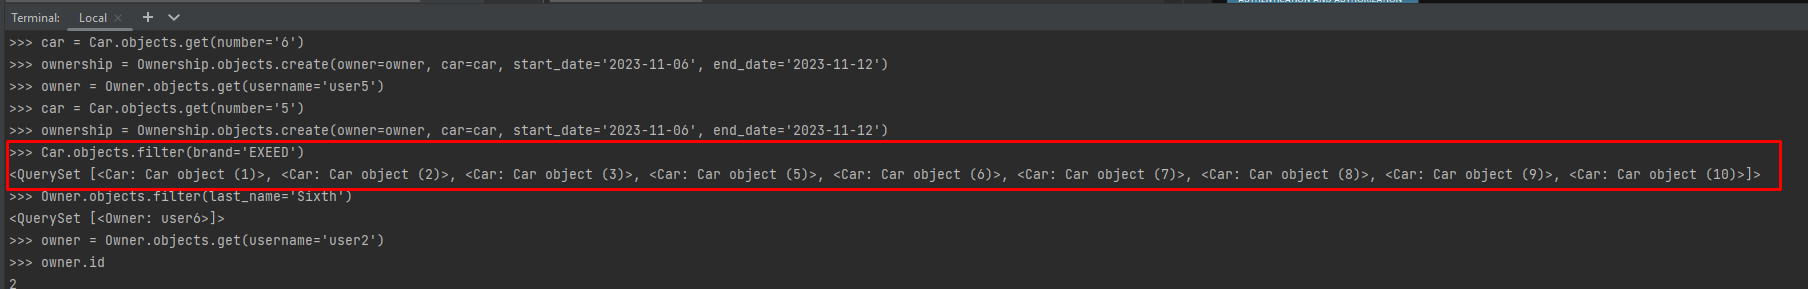 AUTHENTICATION AND AUTHORIZATION
Terminal: Local × + 
>>> car = Car.objects.get(number='6')
>>> ownership = Ownership.objects.create(owner=owner, car=car, start_date='2023-11-06', end_date='2023-11-12')
>>> owner = Owner.objects.get(username='user5')
>>> car = Car.objects.get(number='5')
>>> ownership = Ownership.objects.create(owner=owner, car=car, start_date='2023-11-06', end_date='2023-11-12')
>>> Car.objects.filter(brand='EXEED')
<QuerySet [<Car: Car object (1)>, <Car: Car object (2)>, <Car: Car object (3)>, <Car: Car object (5)>, <Car: Car object (6)>, <Car: Car object (7)>, <Car: Car object (8)>, <Car: Car object (9)>, <Car: Car object (10)>]>
>>> Owner.objects.filter(last_name='Sixth')
<QuerySet [<Owner: user6>]>
>>> owner = Owner.objects.get(username='user2')
>>> owner.id
2